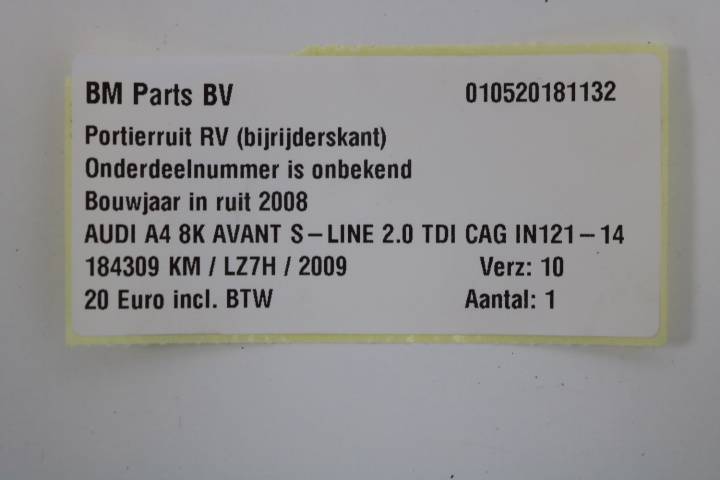 BM Parts BV 010520181132
Portierruit RV (bijrijderskant)
Onderdeelnummer is onbekend
Bouwjaar in ruit 2008
AUDI A4 8K AVANT S-LINE 2.0 TDI CAG IN121-14
184309 KM / LZ7H / 2009 Verz: 10
20 Euro incl. BTW Aantal: 1